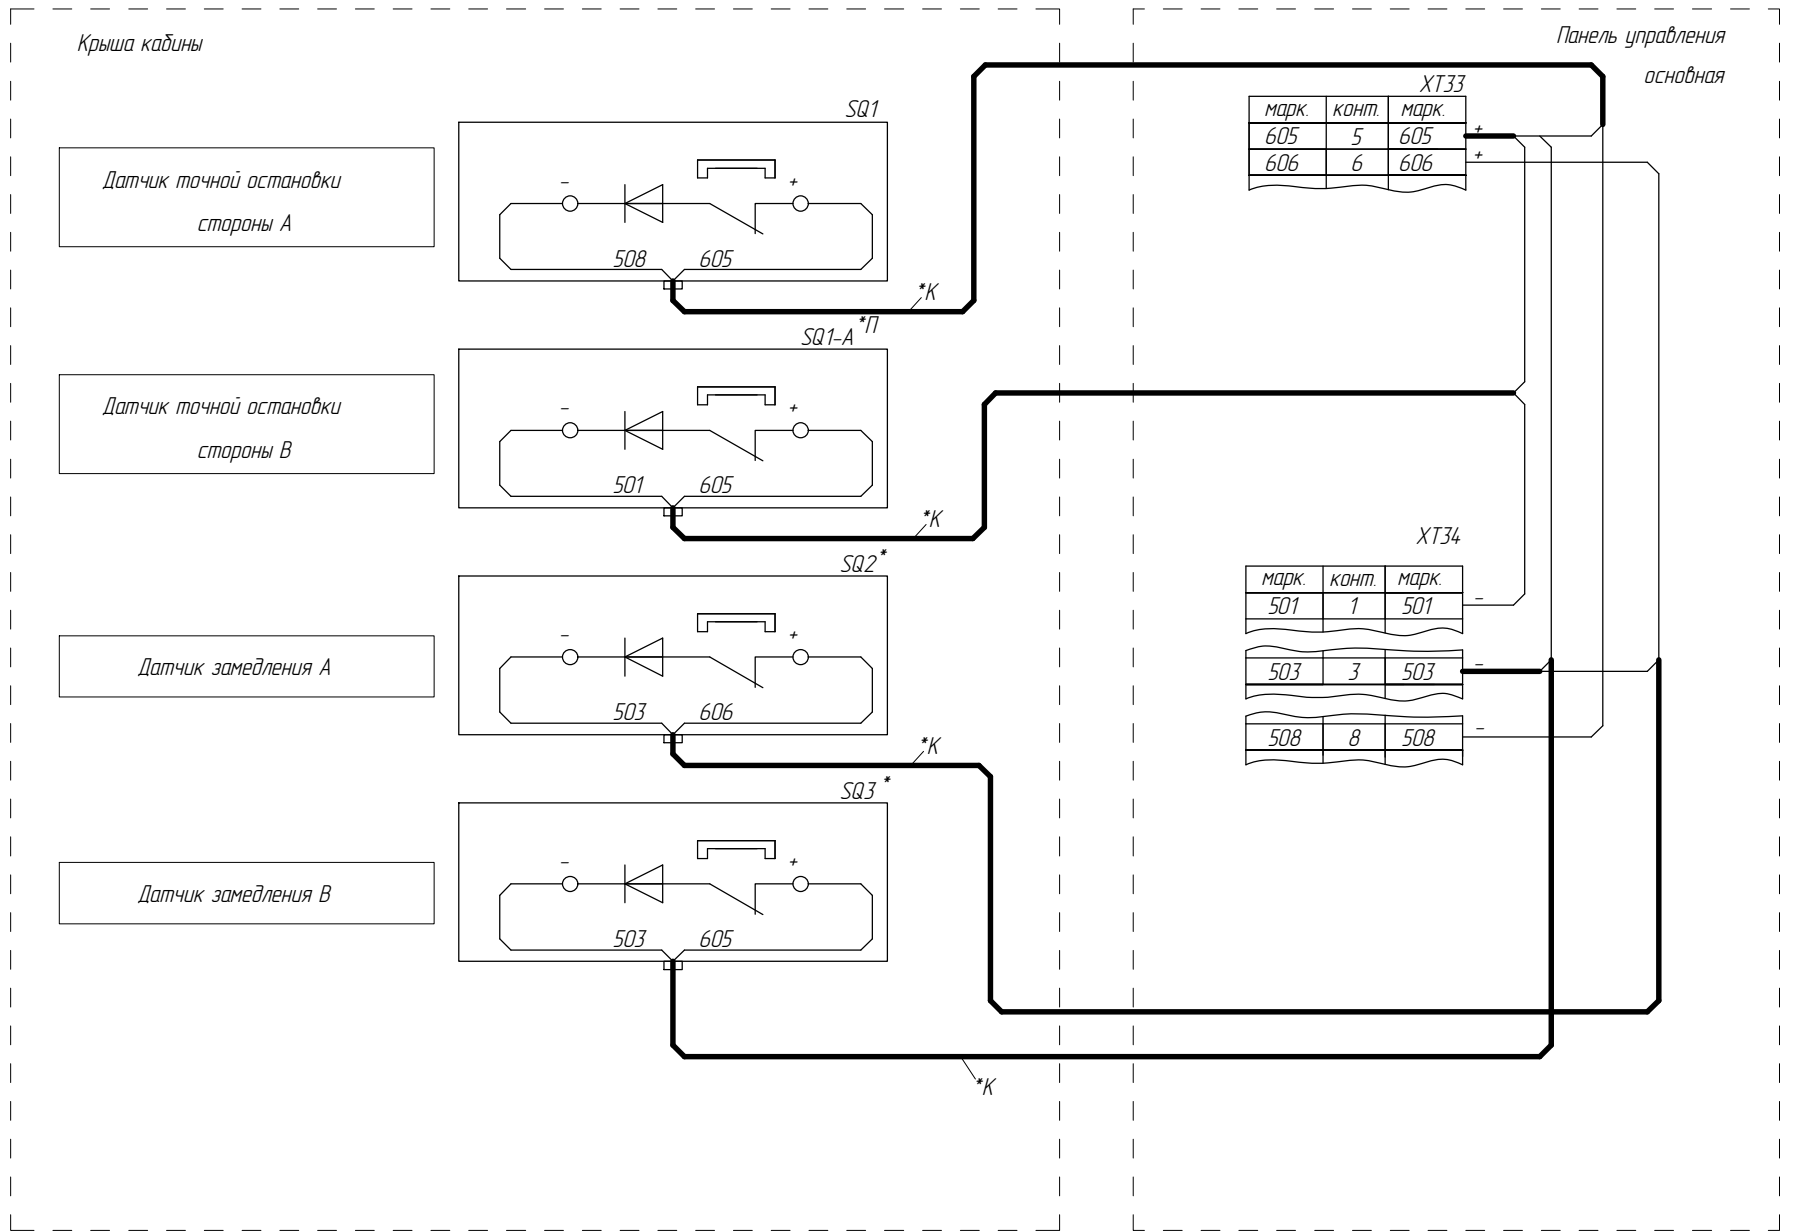 Крыша кабины
Панель управления
основная
SQ1
Датчик точной остановки
стороны А
-
+
508
605
*К
*П
SQ1-А
Датчик точной остановки
стороны В
-
+
501
605
*К
SQ2*
Датчик замедления А
-
+
503
606
*К
SQ3*
Датчик замедления В
-
+
503
605
*К
XT33
марк. конт. марк.
605 5 605 +
606 6 606 +
XT34
марк. конт. марк.
501 1 501 -
503 3 503 -
508 8 508 -